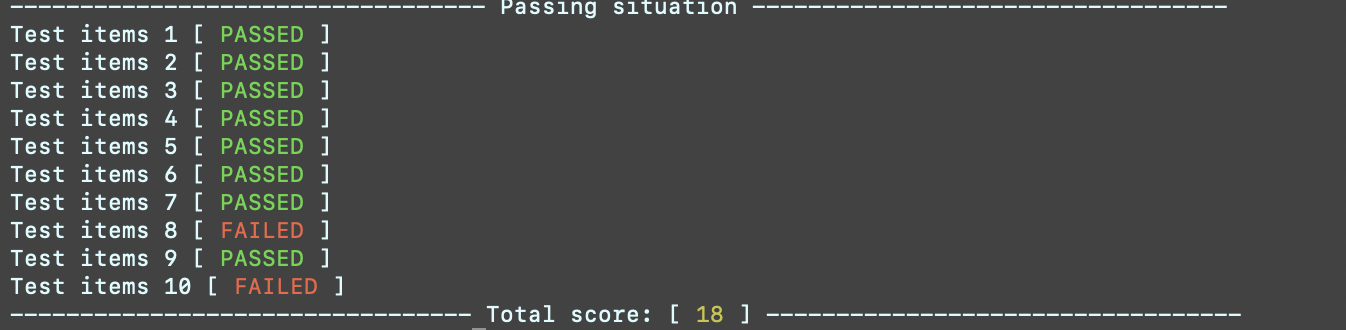 ---------------------------------- Passing situation ----------------------------------
Test items 1 [ PASSED ]
Test items 2 [ PASSED ]
Test items 3 [ PASSED ]
Test items 4 [ PASSED ]
Test items 5 [ PASSED ]
Test items 6 [ PASSED ]
Test items 7 [ PASSED ]
Test items 8 [ FAILED ]
Test items 9 [ PASSED ]
Test items 10 [ FAILED ]
--------------------------------- Total score: [ 18 ] ----------------------------------